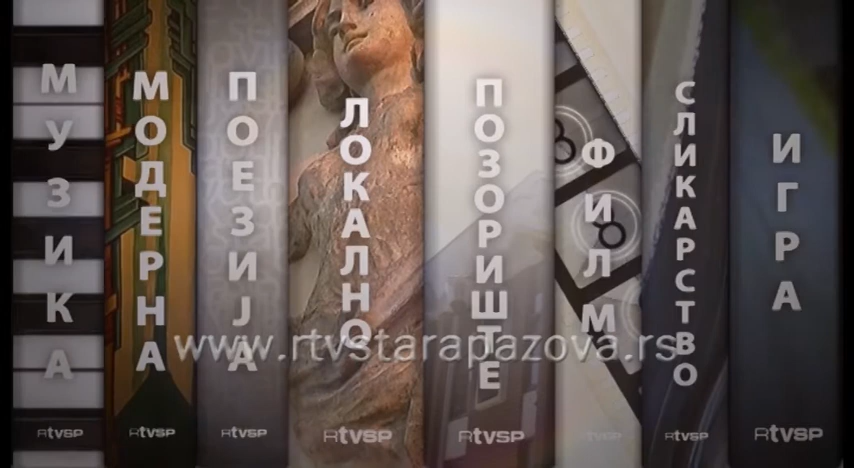 МУЗИКА
МОДЕРНА
ПОЕЗИЈА
ЛОКАЛНО
ПОЗОРИШТЕ
ФИЛМ
СЛИКАРСТВО
ИГРА
www.rtvstarapazova.rs
RTVSP
RTVSP
RTVSP
RTVSP
RTVSP
RTVSP
RTVSP
RTVSP